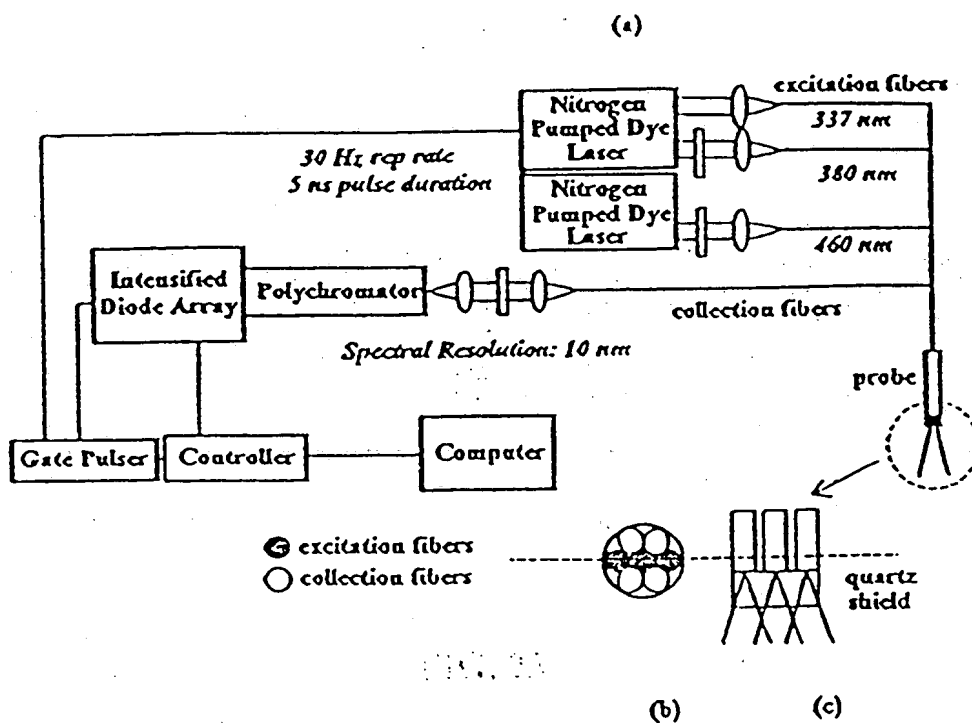 (a)
Nitrogen
Pumped Dye
Laser
excitation fibers
337 nm
380 nm
30 Hz rep rate
5 ns pulse duration
Nitrogen
Pumped Dye
Laser
460 nm
Intensified
Diode Array
Polychromator
collection fibers
Spectral Resolution: 10 nm
probe
Gate Pulser
Controller
Computer
excitation fibers
collection fibers
quartz
shield
(b)
(c)